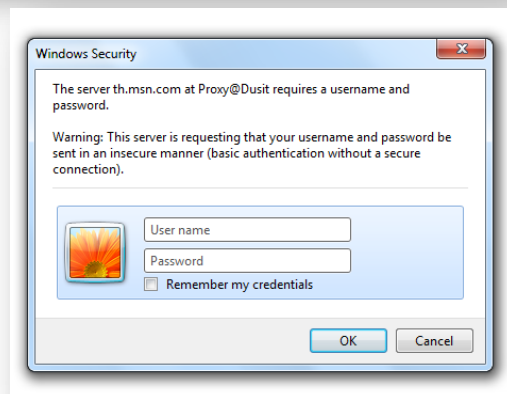 Windows Security
The server th.msn.com at Proxy@Dusit requires a username and
password.
Warning: This server is requesting that your username and password be
sent in an insecure manner (basic authentication without a secure
connection).
User name
Password
Remember my credentials
OK
Cancel